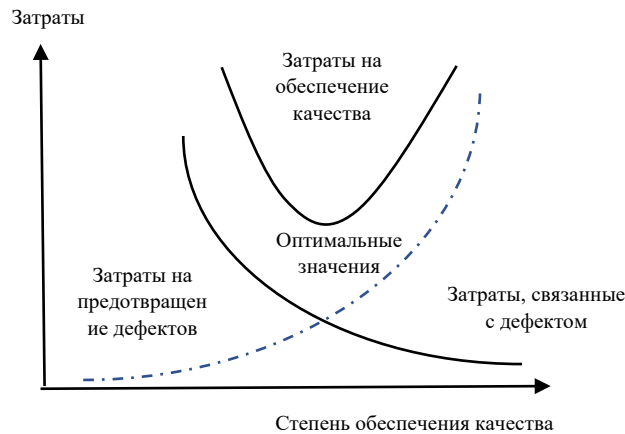 Затраты
Затраты на
обеспечение
качества
Оптимальные
значения
Затраты на
предотвращен
ие дефектов
Затраты, связанные
с дефектом
Степень обеспечения качества